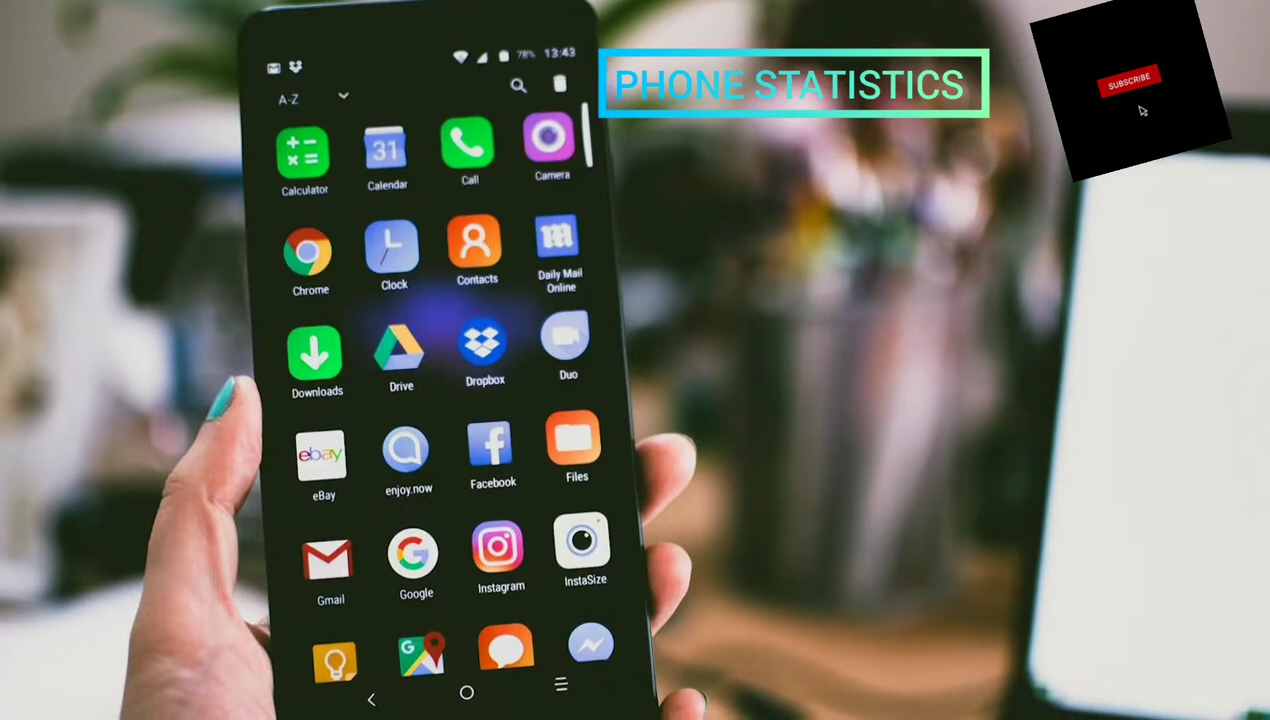 78% 13:43
A-Z
PHONE STATISTICS
SUBSCRIBE
31
Calculator Calendar Call Camera
Chrome Clock Contacts Daily Mail
Online
Downloads Drive Dropbox Duo
ebay
eBay enjoy.now Facebook Files
Gmail Google Instagram InstaSize